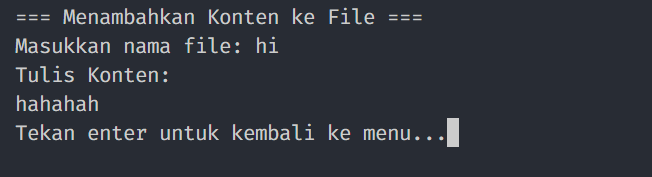 === Menambahkan Konten ke File ===
Masukkan nama file: hi
Tulis Konten:
hahahah
Tekan enter untuk kembali ke menu...